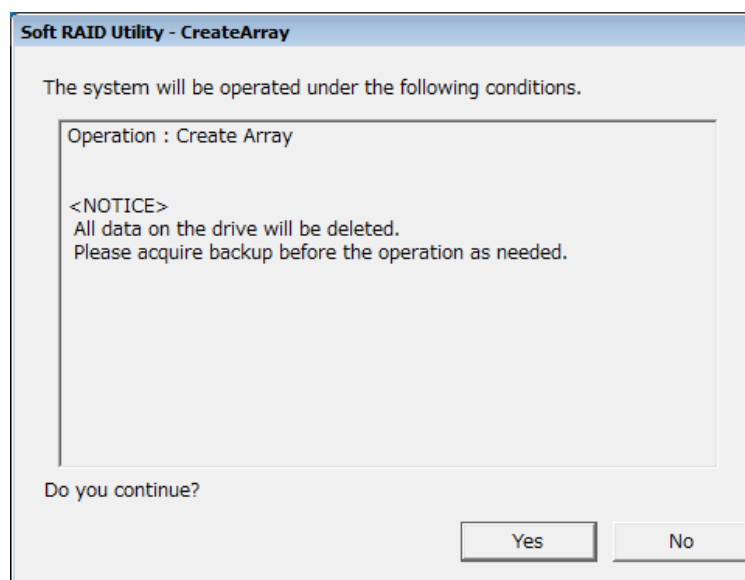 Soft RAID Utility - CreateArray
The system will be operated under the following conditions.
Operation : Create Array
<NOTICE>
All data on the drive will be deleted.
Please acquire backup before the operation as needed.
Do you continue?
Yes
No